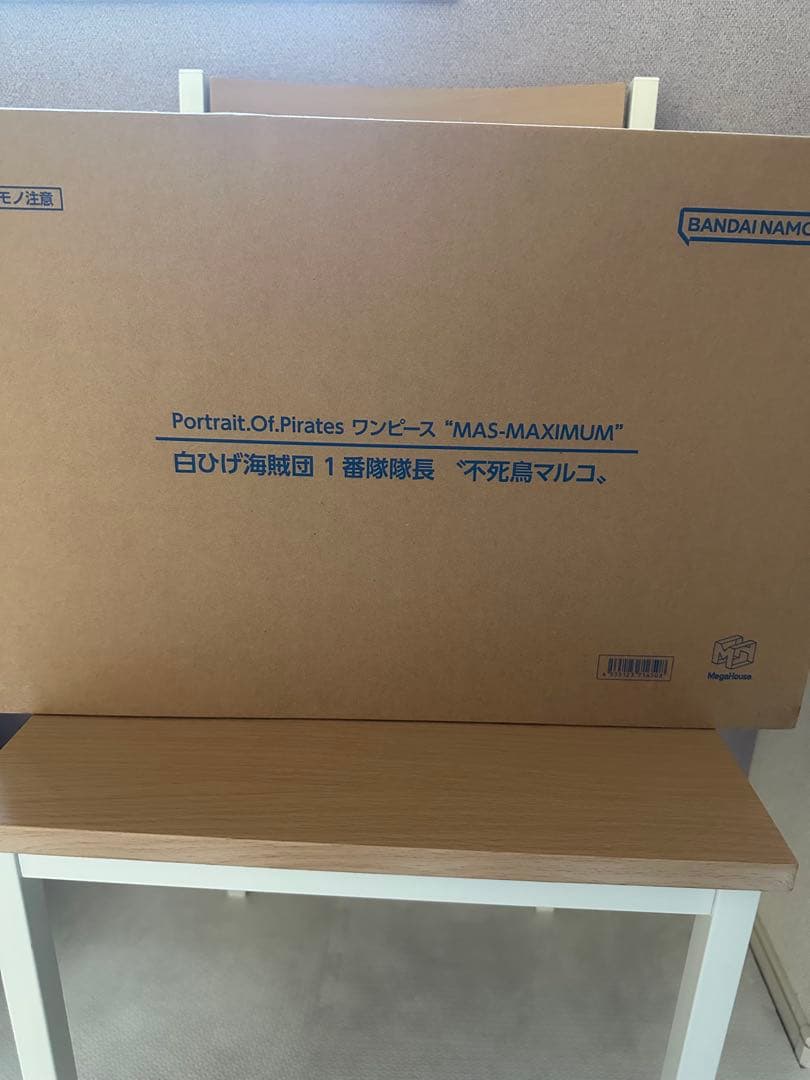 モノ注意
BANDAI NAMC
Portrait.Of.Pirates ワンピース “MAS-MAXIMUM”
白ひげ海賊団 1番隊隊長 〝不死鳥マルコ〟
MegaHouse